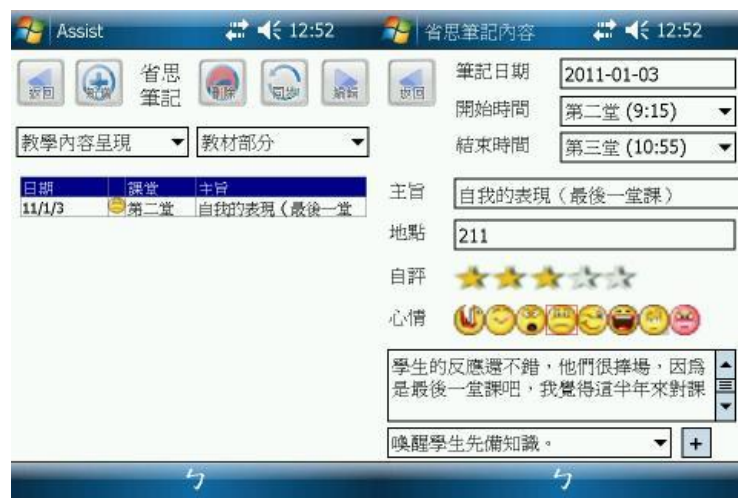 Assist
12:52
返回
新增
省思
筆記
刪除
編輯
教學內容呈現
教材部分
日期 課堂 主旨
11/1/3 第二堂 自我的表現(最後一堂
ㄅ
省思筆記內容
12:52
返回
筆記日期 2011-01-03
開始時間 第二堂 (9:15)
結束時間 第三堂 (10:55)
主旨 自我的表現(最後一堂課)
地點 211
自評
心情
學生的反應還不錯,他們很捧場,因為
是最後一堂課吧,我覺得這半年來對課
喚醒學生先備知識。
+
ㄅ